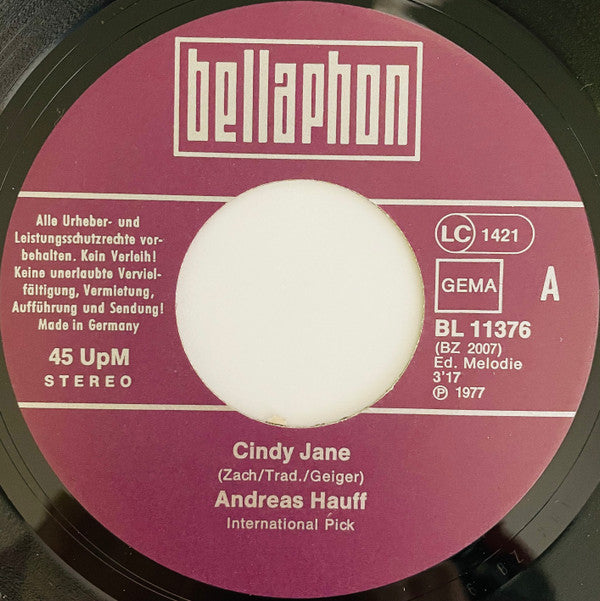 bellaphon
Alle Urheber- und
Leistungsschutzrechte vor-
behalten. Kein Verleih!
Keine unerlaubte Verviel-
fältigung, Vermietung,
Aufführung und Sendung!
Made in Germany
45 UpM
STEREO
LC 1421
GEMA
A
BL 11376
(BZ 2007)
Ed. Melodie
3'17
℗ 1977
Cindy Jane
(Zach/Trad./Geiger)
Andreas Hauff
International Pick